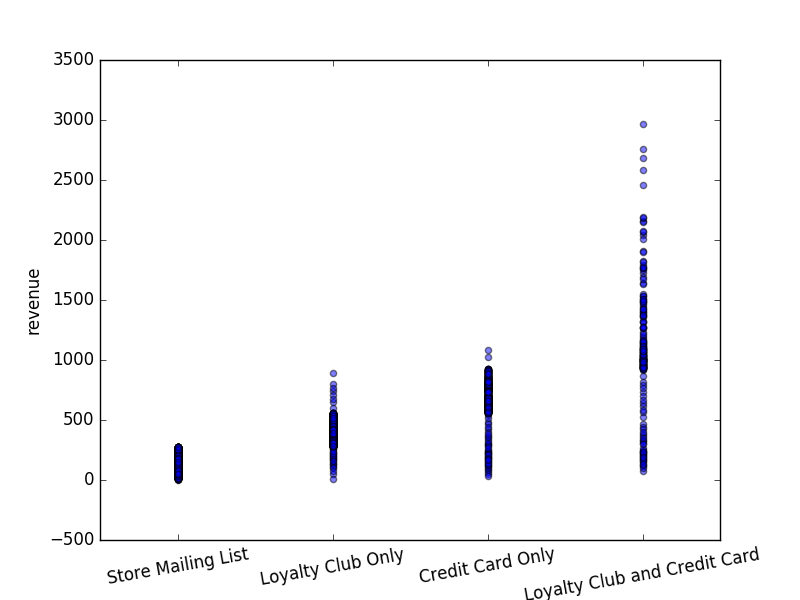 3500
3000
2500
2000
1500
1000
500
0
−500
revenue
Store Mailing List
Loyalty Club Only
Credit Card Only
Loyalty Club and Credit Card